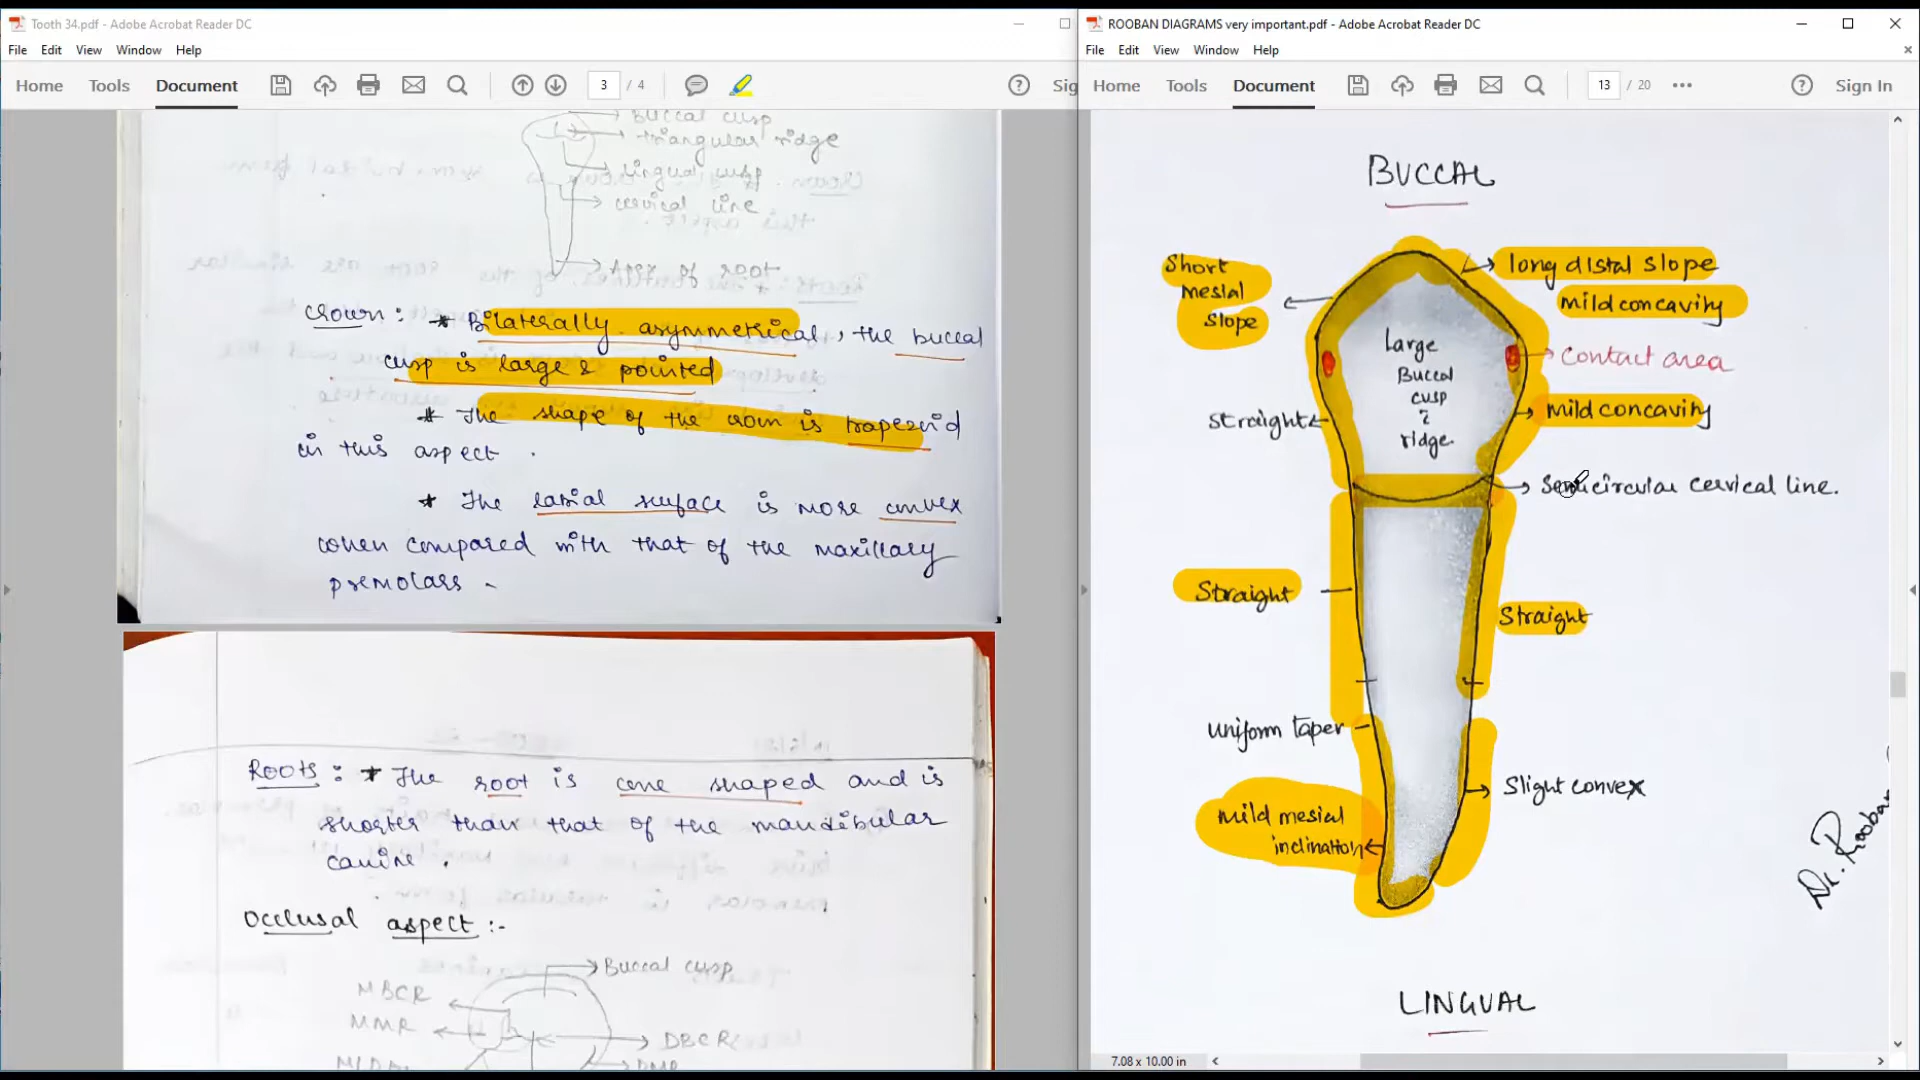 Tooth 34.pdf - Adobe Acrobat Reader DC
File Edit View Window Help
Home Tools Document 3 / 4 Sig
Buccal cusp
triangular ridge
lingual cusp
cervical line
Apex of root
Crown : * Bilaterally asymmetrical, the buccal
cusp is large & pointed
* The shape of the crown is trapezoid
in this aspect .
* The labial surface is more convex
when compared with that of the maxillary
premolars -
Roots : * The root is cone shaped and is
shorter than that of the mandibular
canine .
Occlusal aspect :-
Buccal cusp
MBCR
MMR
DBCR
ROOBAN DIAGRAMS very important.pdf - Adobe Acrobat Reader DC
File Edit View Window Help
Home Tools Document 13 / 20 Sign In
BUCCAL
Short
mesial
slope
long distal slope
mild concavity
Large
Buccal
cusp
ridge
contact area
straight
mild concavity
Semicircular cervical line.
Straight
Straight
Uniform taper
Slight convex
mild mesial
inclination
Dr. Rooban
LINGUAL
7.08 x 10.00 in